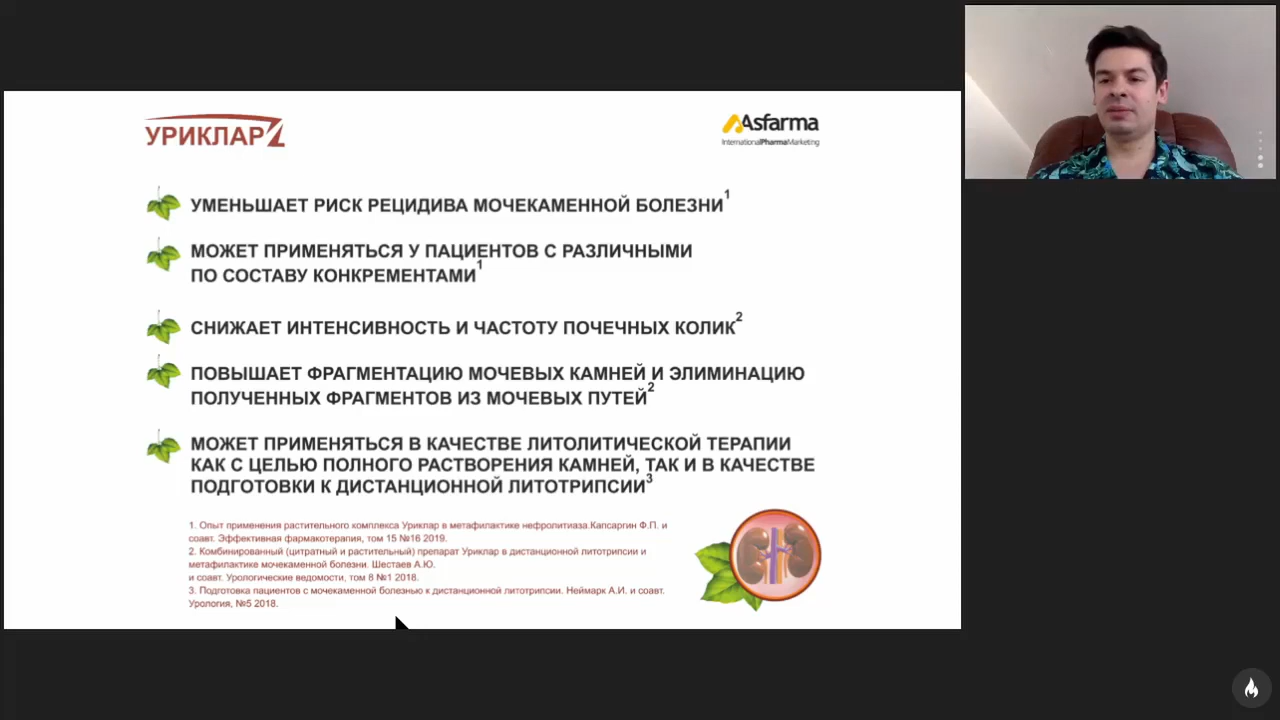 УРИКЛАР
Asfarma
InternationalPharmaMarketing
УМЕНЬШАЕТ РИСК РЕЦИДИВА МОЧЕКАМЕННОЙ БОЛЕЗНИ1
МОЖЕТ ПРИМЕНЯТЬСЯ У ПАЦИЕНТОВ С РАЗЛИЧНЫМИ
ПО СОСТАВУ КОНКРЕМЕНТАМИ1
СНИЖАЕТ ИНТЕНСИВНОСТЬ И ЧАСТОТУ ПОЧЕЧНЫХ КОЛИК2
ПОВЫШАЕТ ФРАГМЕНТАЦИЮ МОЧЕВЫХ КАМНЕЙ И ЭЛИМИНАЦИЮ
ПОЛУЧЕННЫХ ФРАГМЕНТОВ ИЗ МОЧЕВЫХ ПУТЕЙ2
МОЖЕТ ПРИМЕНЯТЬСЯ В КАЧЕСТВЕ ЛИТОЛИТИЧЕСКОЙ ТЕРАПИИ
КАК С ЦЕЛЬЮ ПОЛНОГО РАСТВОРЕНИЯ КАМНЕЙ, ТАК И В КАЧЕСТВЕ
ПОДГОТОВКИ К ДИСТАНЦИОННОЙ ЛИТОТРИПСИИ3
1. Опыт применения растительного комплекса Уриклар в метафилактике нефролитиаза.Капсаргин Ф.П. и
соавт. Эффективная фармакотерапия, том 15 №16 2019.
2. Комбинированный (цитратный и растительный) препарат Уриклар в дистанционной литотрипсии и
метафилактике мочекаменной болезни. Шестаев А.Ю.
и соавт. Урологические ведомости, том 8 №1 2018.
3. Подготовка пациентов с мочекаменной болезнью к дистанционной литотрипсии. Неймарк А.И. и соавт.
Урология, №5 2018.